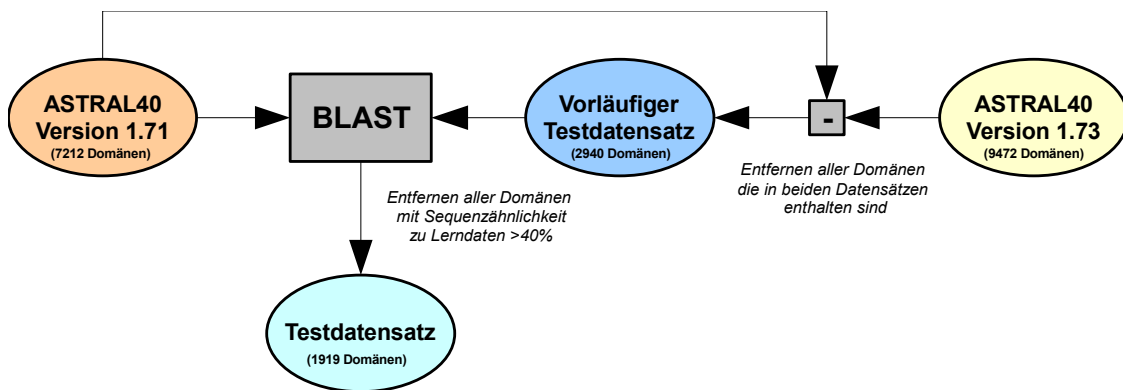 ASTRAL40
Version 1.71
(7212 Domänen)
BLAST
Vorläufiger
Testdatensatz
(2940 Domänen)
-
ASTRAL40
Version 1.73
(9472 Domänen)
Entfernen aller Domänen
die in beiden Datensätzen
enthalten sind
Entfernen aller Domänen
mit Sequenzähnlichkeit
zu Lerndaten >40%
Testdatensatz
(1919 Domänen)